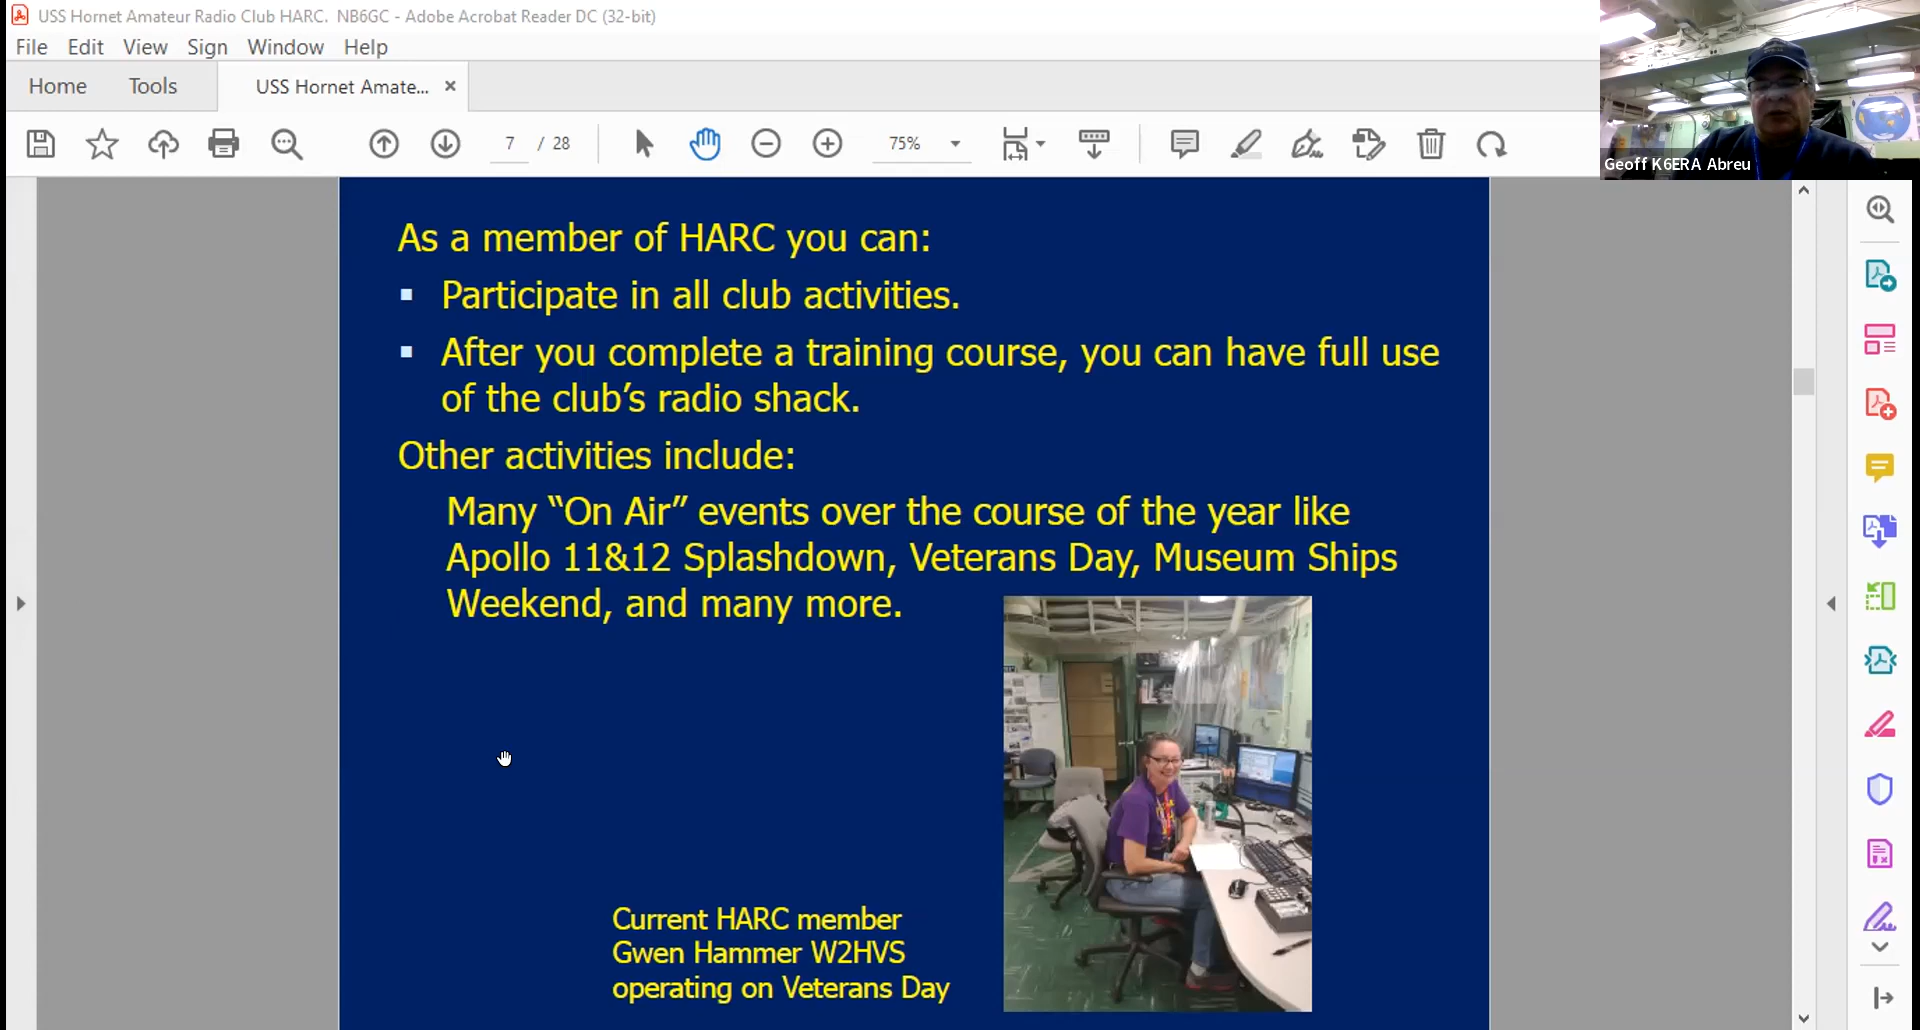 USS Hornet Amateur Radio Club HARC.  NB6GC - Adobe Acrobat Reader DC (32-bit)
File Edit View Sign Window Help
Home Tools USS Hornet Amate... ×
7 / 28 75%
Geoff K6ERA Abreu
As a member of HARC you can:
▪ Participate in all club activities.
▪ After you complete a training course, you can have full use
of the club’s radio shack.
Other activities include:
Many “On Air” events over the course of the year like
Apollo 11&12 Splashdown, Veterans Day, Museum Ships
Weekend, and many more.
Current HARC member
Gwen Hammer W2HVS
operating on Veterans Day